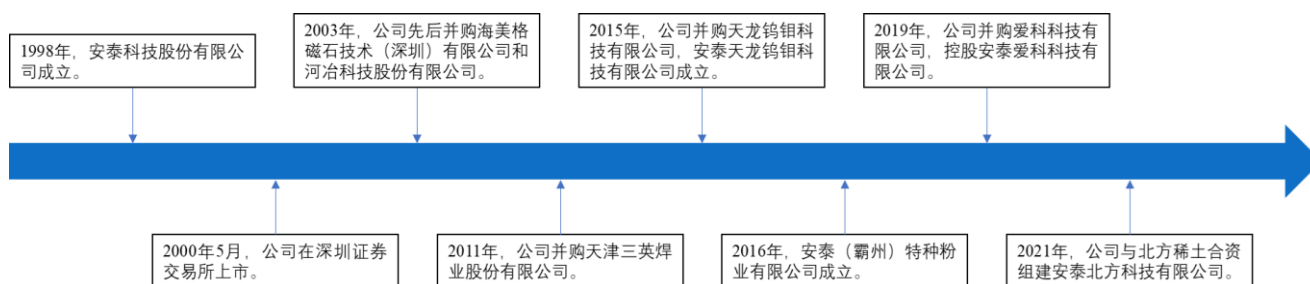 1998年，安泰科技股份有限公
司成立。
2000年5月，公司在深圳证券
交易所上市。
2003年，公司先后并购海美格
磁石技术（深圳）有限公司和
河冶科技股份有限公司。
2011年，公司并购天津三英焊
业股份有限公司。
2015年，公司并购天龙钨钼科
技有限公司，安泰天龙钨钼科
技有限公司成立。
2016年，安泰（霸州）特种粉
业有限公司成立。
2019年，公司并购爱科科技有
限公司，控股安泰爱科科技有
限公司。
2021年，公司与北方稀土合资
组建安泰北方科技有限公司。